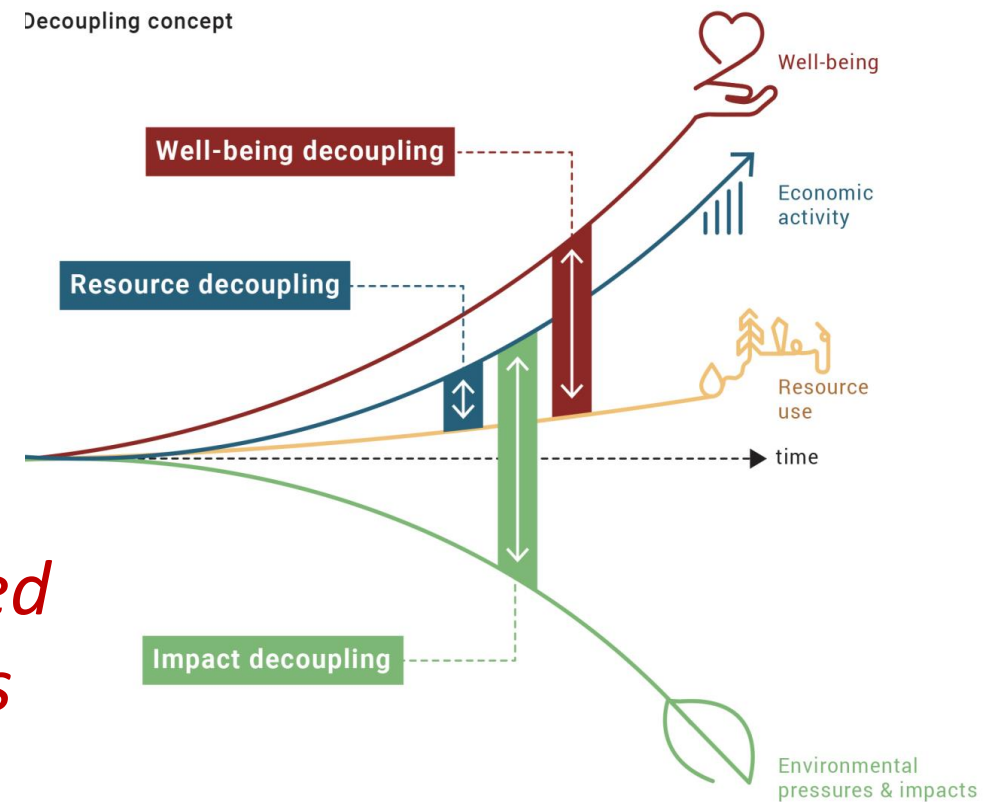 Decoupling concept
Well-being
Well-being decoupling
Economic
activity
Resource decoupling
Resource
use
time
ed
s
Impact decoupling
Environmental
pressures & impacts